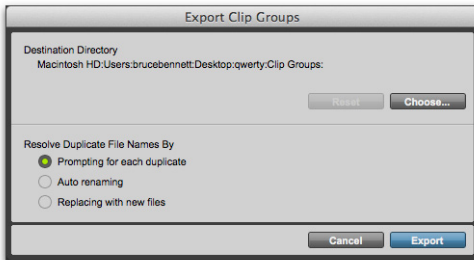 Export Clip Groups
Destination Directory
Macintosh HD:Users:brucebennett:Desktop:qwerty:Clip Groups:
Reset Choose...
Resolve Duplicate File Names By
Prompting for each duplicate
Auto renaming
Replacing with new files
Cancel Export